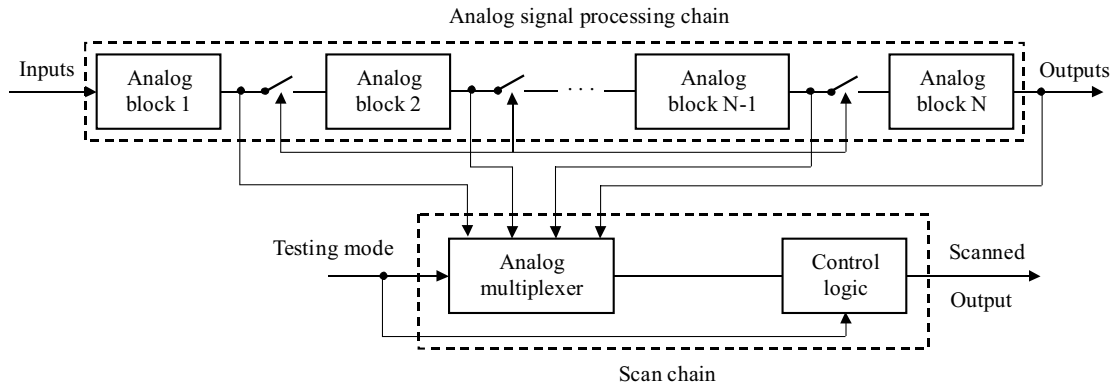 Analog signal processing chain
Inputs
Analog
block 1
Analog
block 2
· · ·
Analog
block N-1
Analog
block N
Outputs
Testing mode
Analog
multiplexer
Control
logic
Scanned
Output
Scan chain